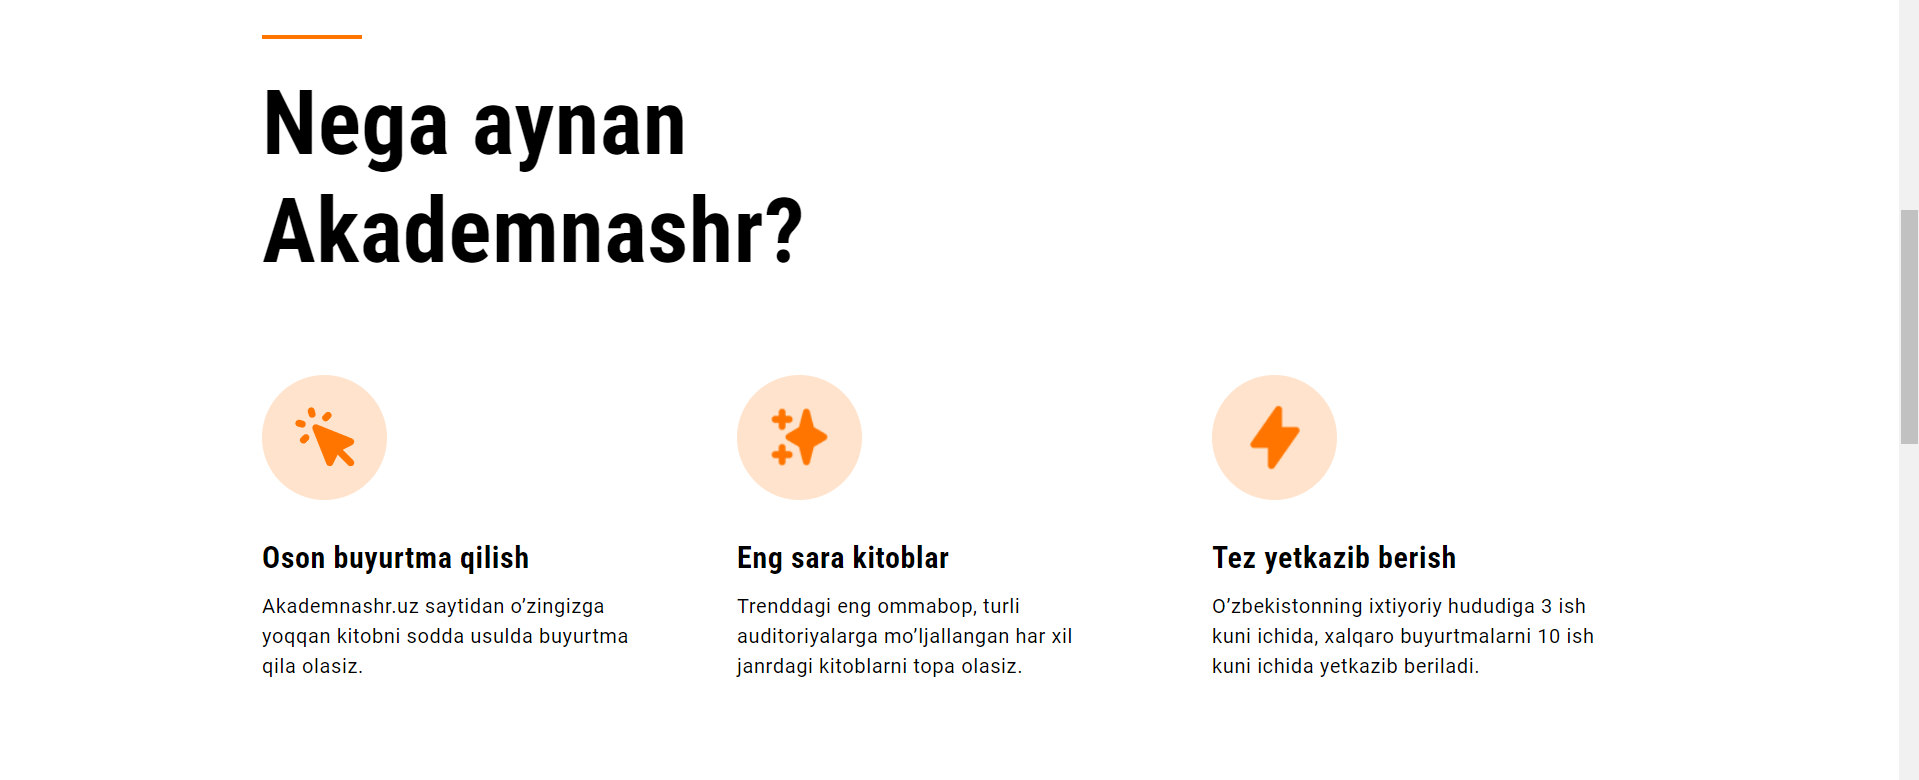 Nega aynan
Akademnashr?
Oson buyurtma qilish
Akademnashr.uz saytidan o’zingizga
yoqqan kitobni sodda usulda buyurtma
qila olasiz.
Eng sara kitoblar
Trenddagi eng ommabop, turli
auditoriyalarga mo’ljallangan har xil
janrdagi kitoblarni topa olasiz.
Tez yetkazib berish
O’zbekistonning ixtiyoriy hududiga 3 ish
kuni ichida, xalqaro buyurtmalarni 10 ish
kuni ichida yetkazib beriladi.